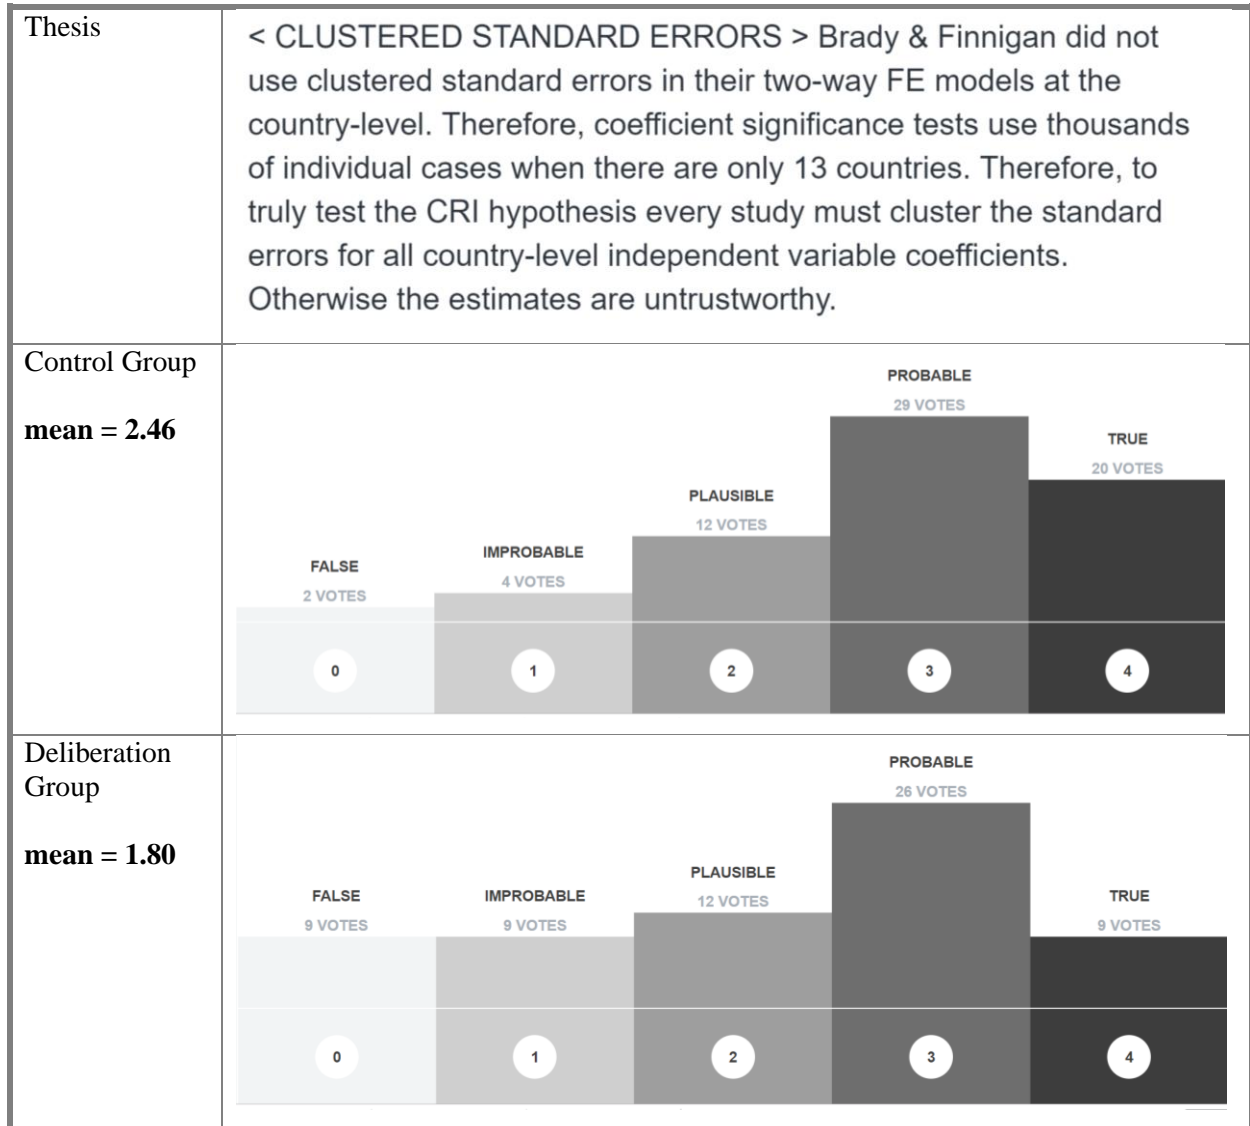 Thesis
< CLUSTERED STANDARD ERRORS > Brady & Finnigan did not
use clustered standard errors in their two-way FE models at the
country-level. Therefore, coefficient significance tests use thousands
of individual cases when there are only 13 countries. Therefore, to
truly test the CRI hypothesis every study must cluster the standard
errors for all country-level independent variable coefficients.
Otherwise the estimates are untrustworthy.
Control Group
mean = 2.46
FALSE
2 VOTES
IMPROBABLE
4 VOTES
PLAUSIBLE
12 VOTES
PROBABLE
29 VOTES
TRUE
20 VOTES
0
1
2
3
4
Deliberation
Group
mean = 1.80
FALSE
9 VOTES
IMPROBABLE
9 VOTES
PLAUSIBLE
12 VOTES
PROBABLE
26 VOTES
TRUE
9 VOTES
0
1
2
3
4